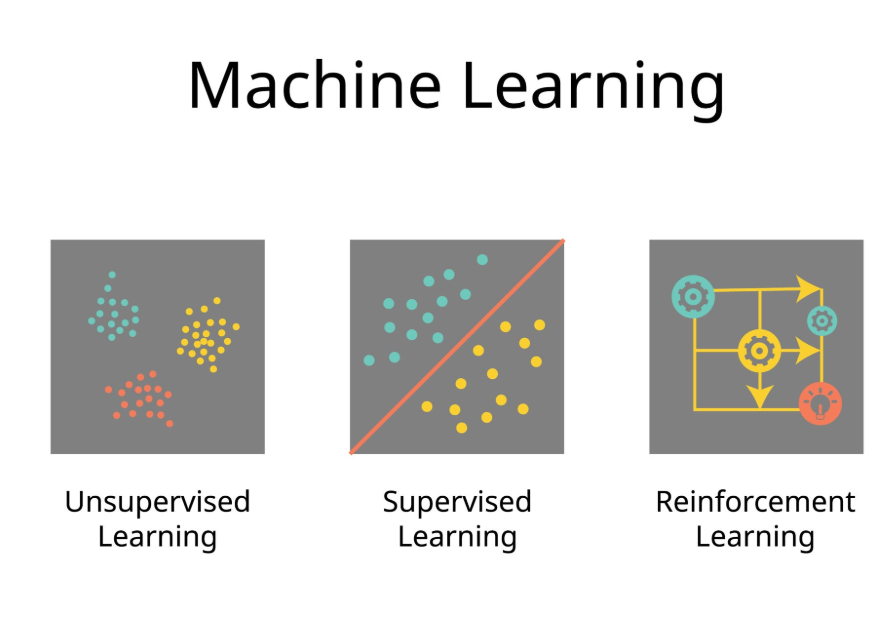 Machine Learning
Unsupervised
Learning
Supervised
Learning
Reinforcement
Learning